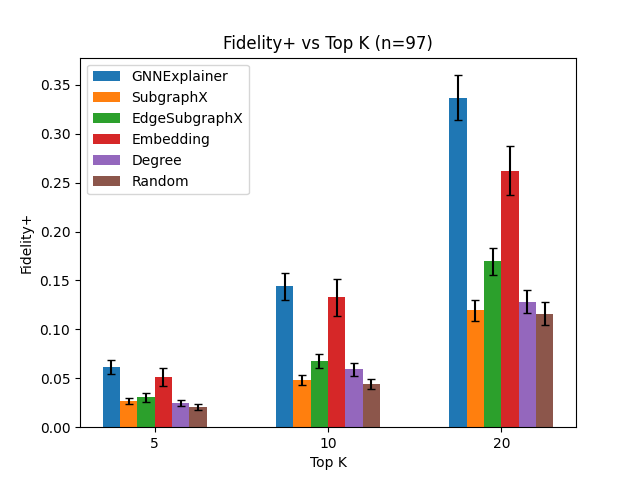 Fidelity+ vs Top K (n=97)
GNNExplainer
SubgraphX
EdgeSubgraphX
Embedding
Degree
Random
Fidelity+
0.35
0.30
0.25
0.20
0.15
0.10
0.05
0.00
5 10 20
Top K